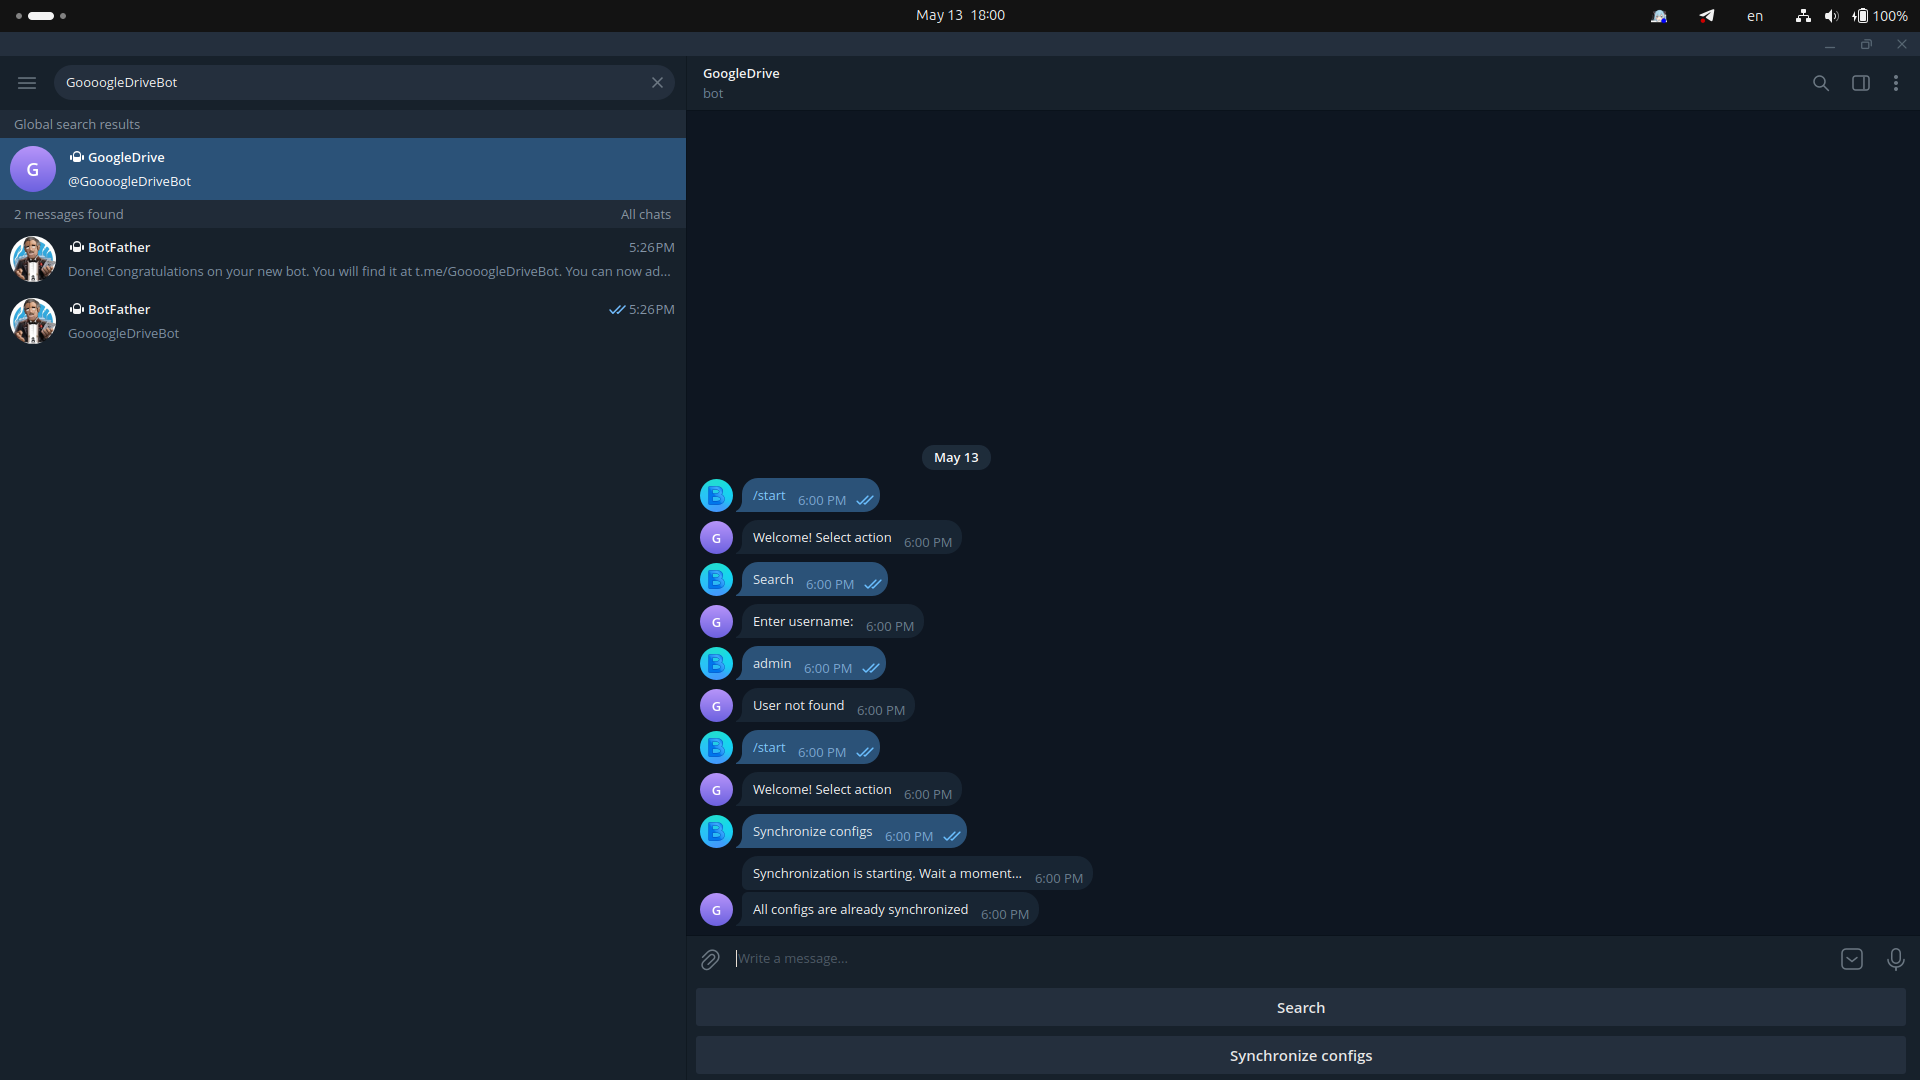 May 13 18:00
en
100%
GoooogleDriveBot
Global search results
G
GoogleDrive
@GoooogleDriveBot
2 messages found
All chats
BotFather
5:26PM
Done! Congratulations on your new bot. You will find it at t.me/GoooogleDriveBot. You can now ad...
BotFather
5:26PM
GoooogleDriveBot
GoogleDrive
bot
May 13
B
/start 6:00 PM
G
Welcome! Select action 6:00 PM
B
Search 6:00 PM
G
Enter username: 6:00 PM
B
admin 6:00 PM
G
User not found 6:00 PM
B
/start 6:00 PM
G
Welcome! Select action 6:00 PM
B
Synchronize configs 6:00 PM
Synchronization is starting. Wait a moment... 6:00 PM
G
All configs are already synchronized 6:00 PM
Write a message...
Search
Synchronize configs